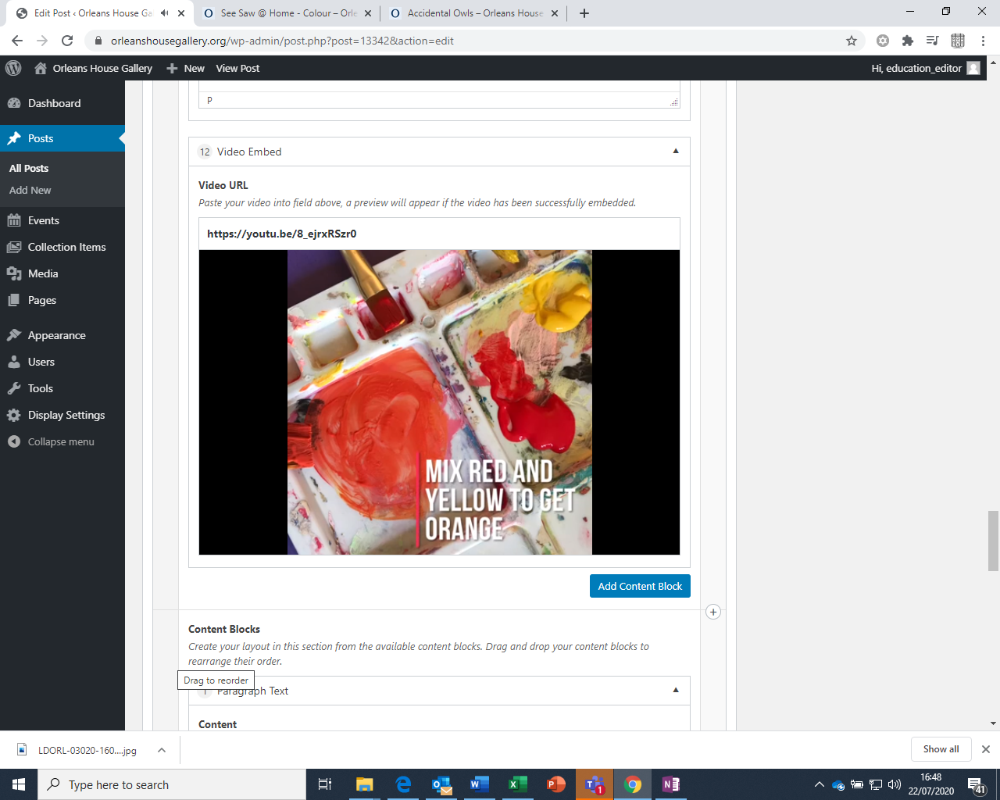 Edit Post ‹ Orleans House Ga
See Saw @ Home - Colour – Orle
Accidental Owls – Orleans House
orleanshousegallery.org/wp-admin/post.php?post=13342&action=edit
Orleans House Gallery
New
View Post
Hi, education_editor
Dashboard
Posts
All Posts
Add New
Events
Collection Items
Media
Pages
Appearance
Users
Tools
Display Settings
Collapse menu
P
12 Video Embed
Video URL
Paste your video into field above, a preview will appear if the video has been successfully embedded.
https://youtu.be/8_ejrxRSzr0
MIX RED AND
YELLOW TO GET
ORANGE
Add Content Block
Content Blocks
Create your layout in this section from the available content blocks. Drag and drop your content blocks to
rearrange their order.
Drag to reorder
1 Paragraph Text
Content
LDORL-03020-160....jpg
Show all
Type here to search
16:48
22/07/2020
41